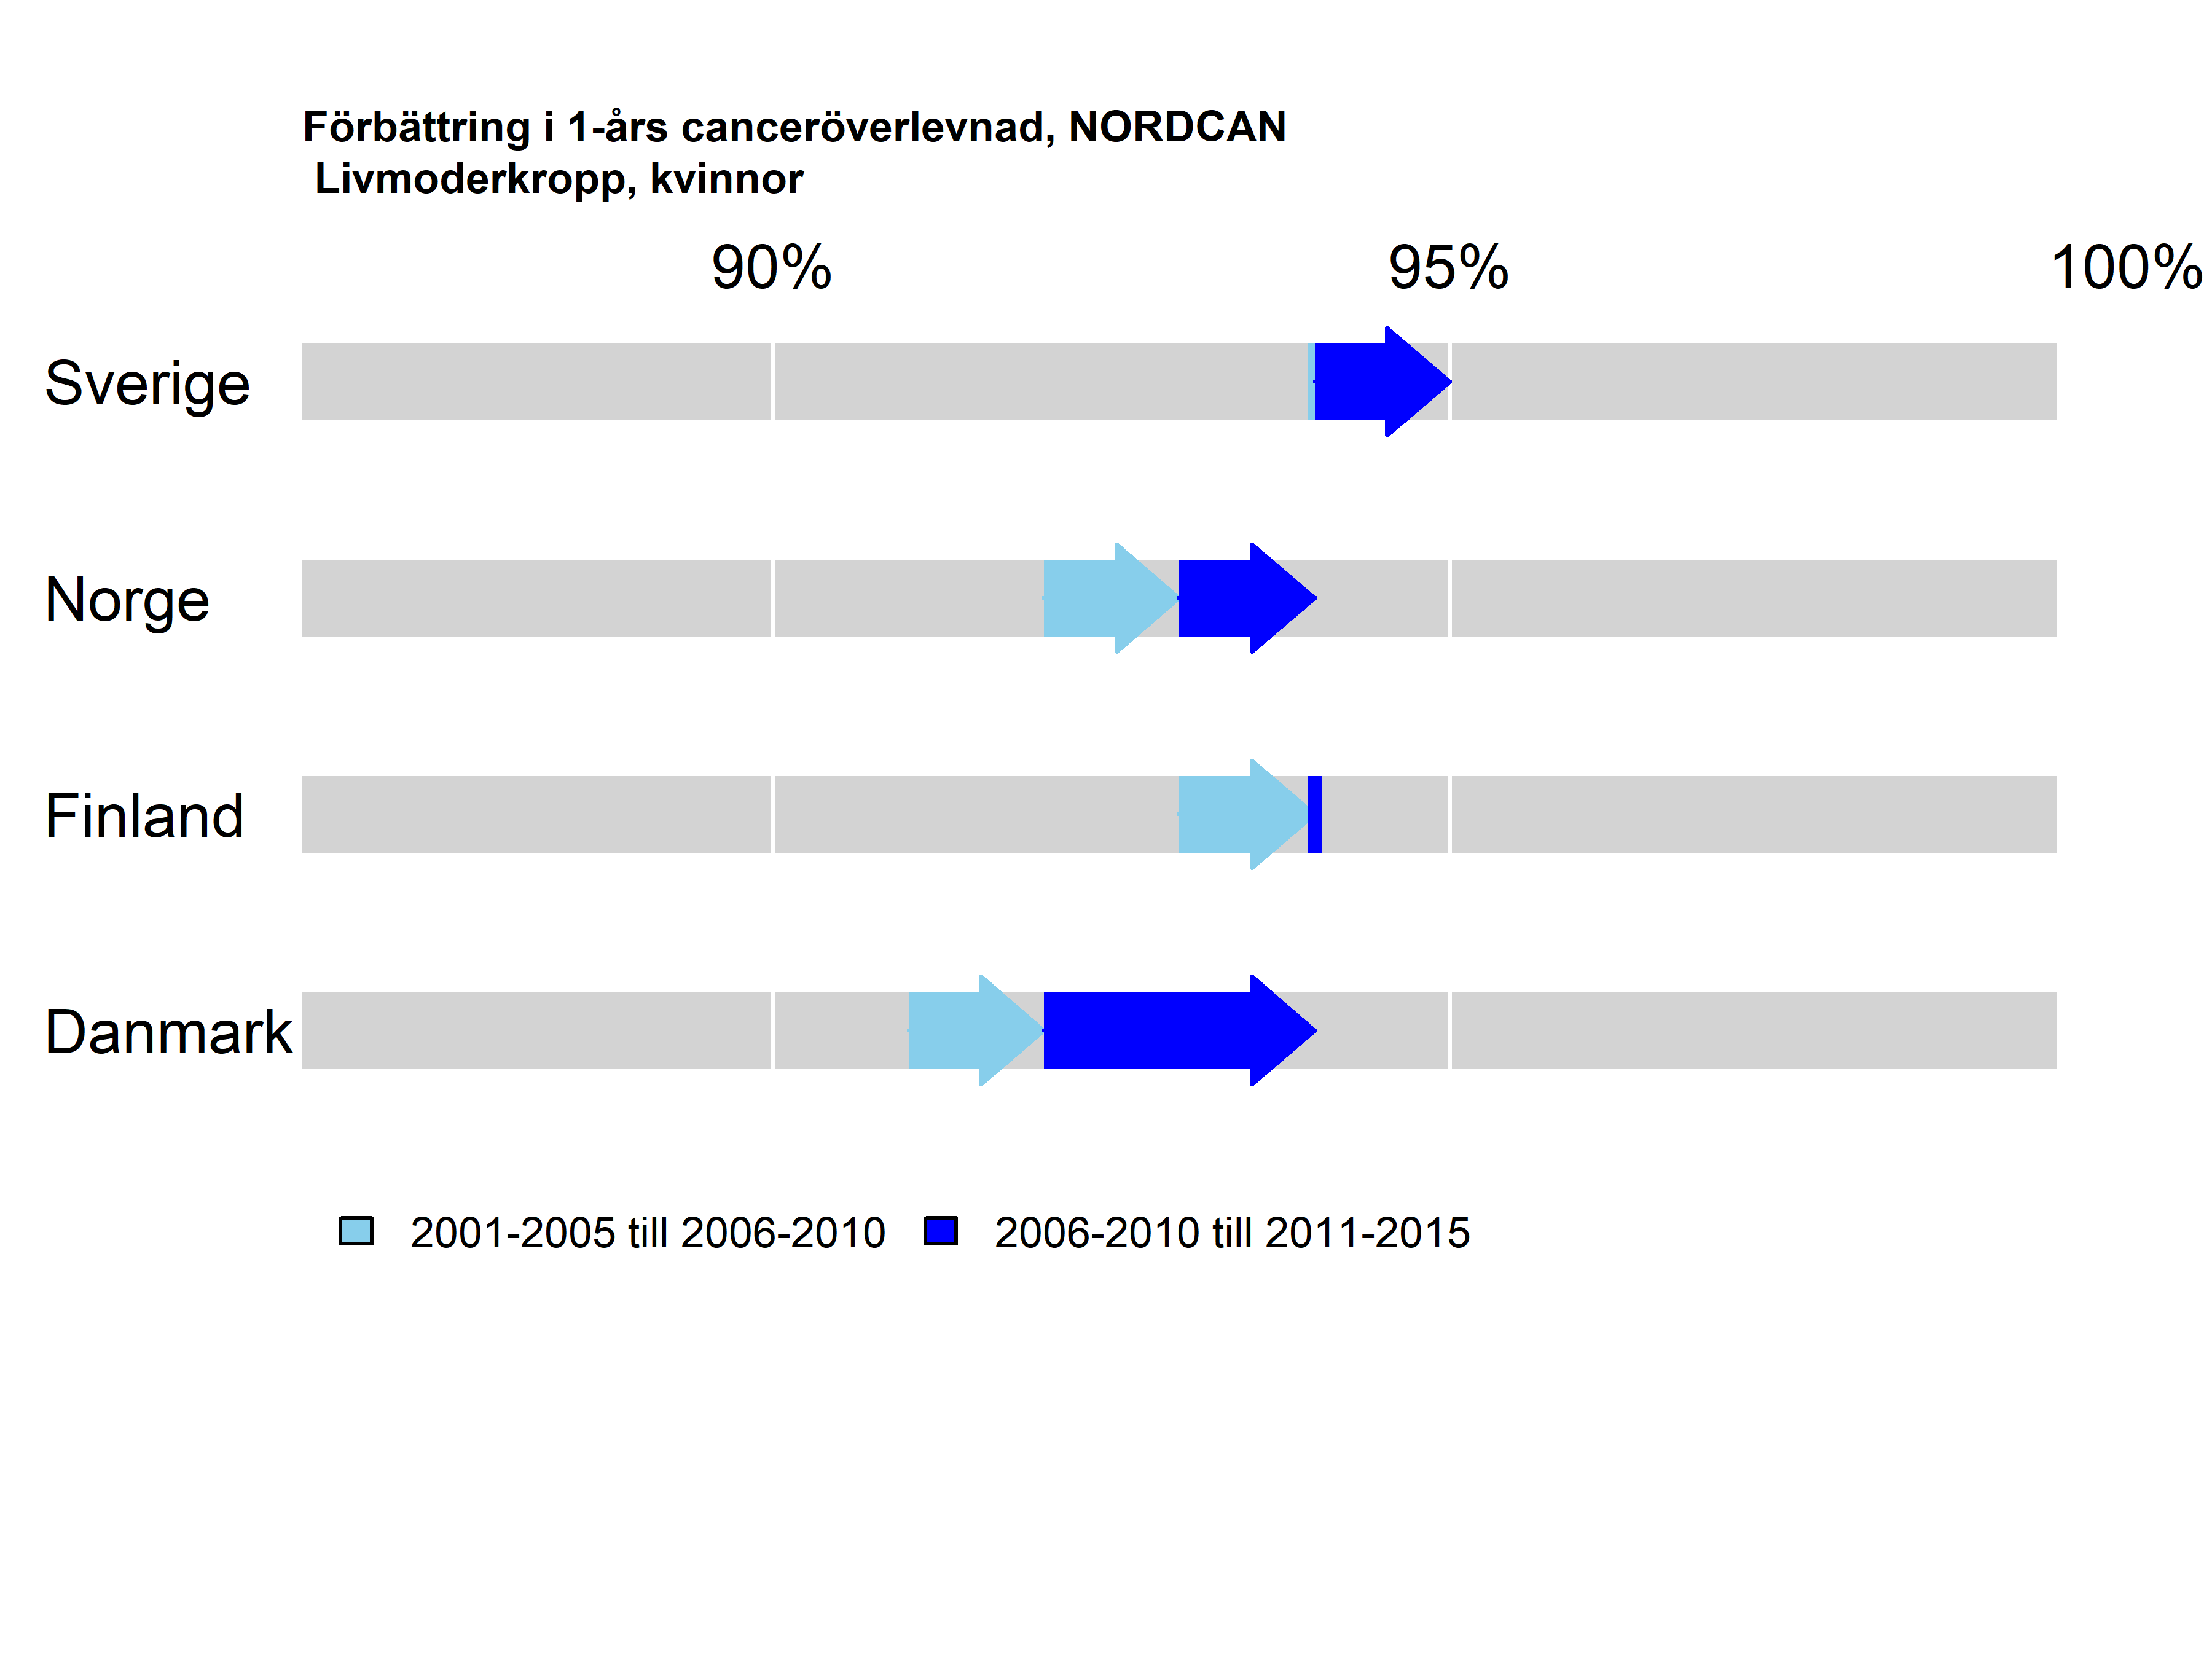 Förbättring i 1-års canceröverlevnad, NORDCAN
Livmoderkropp, kvinnor
90% 95% 100%
Sverige
Norge
Finland
Danmark
2001-2005 till 2006-2010 2006-2010 till 2011-2015